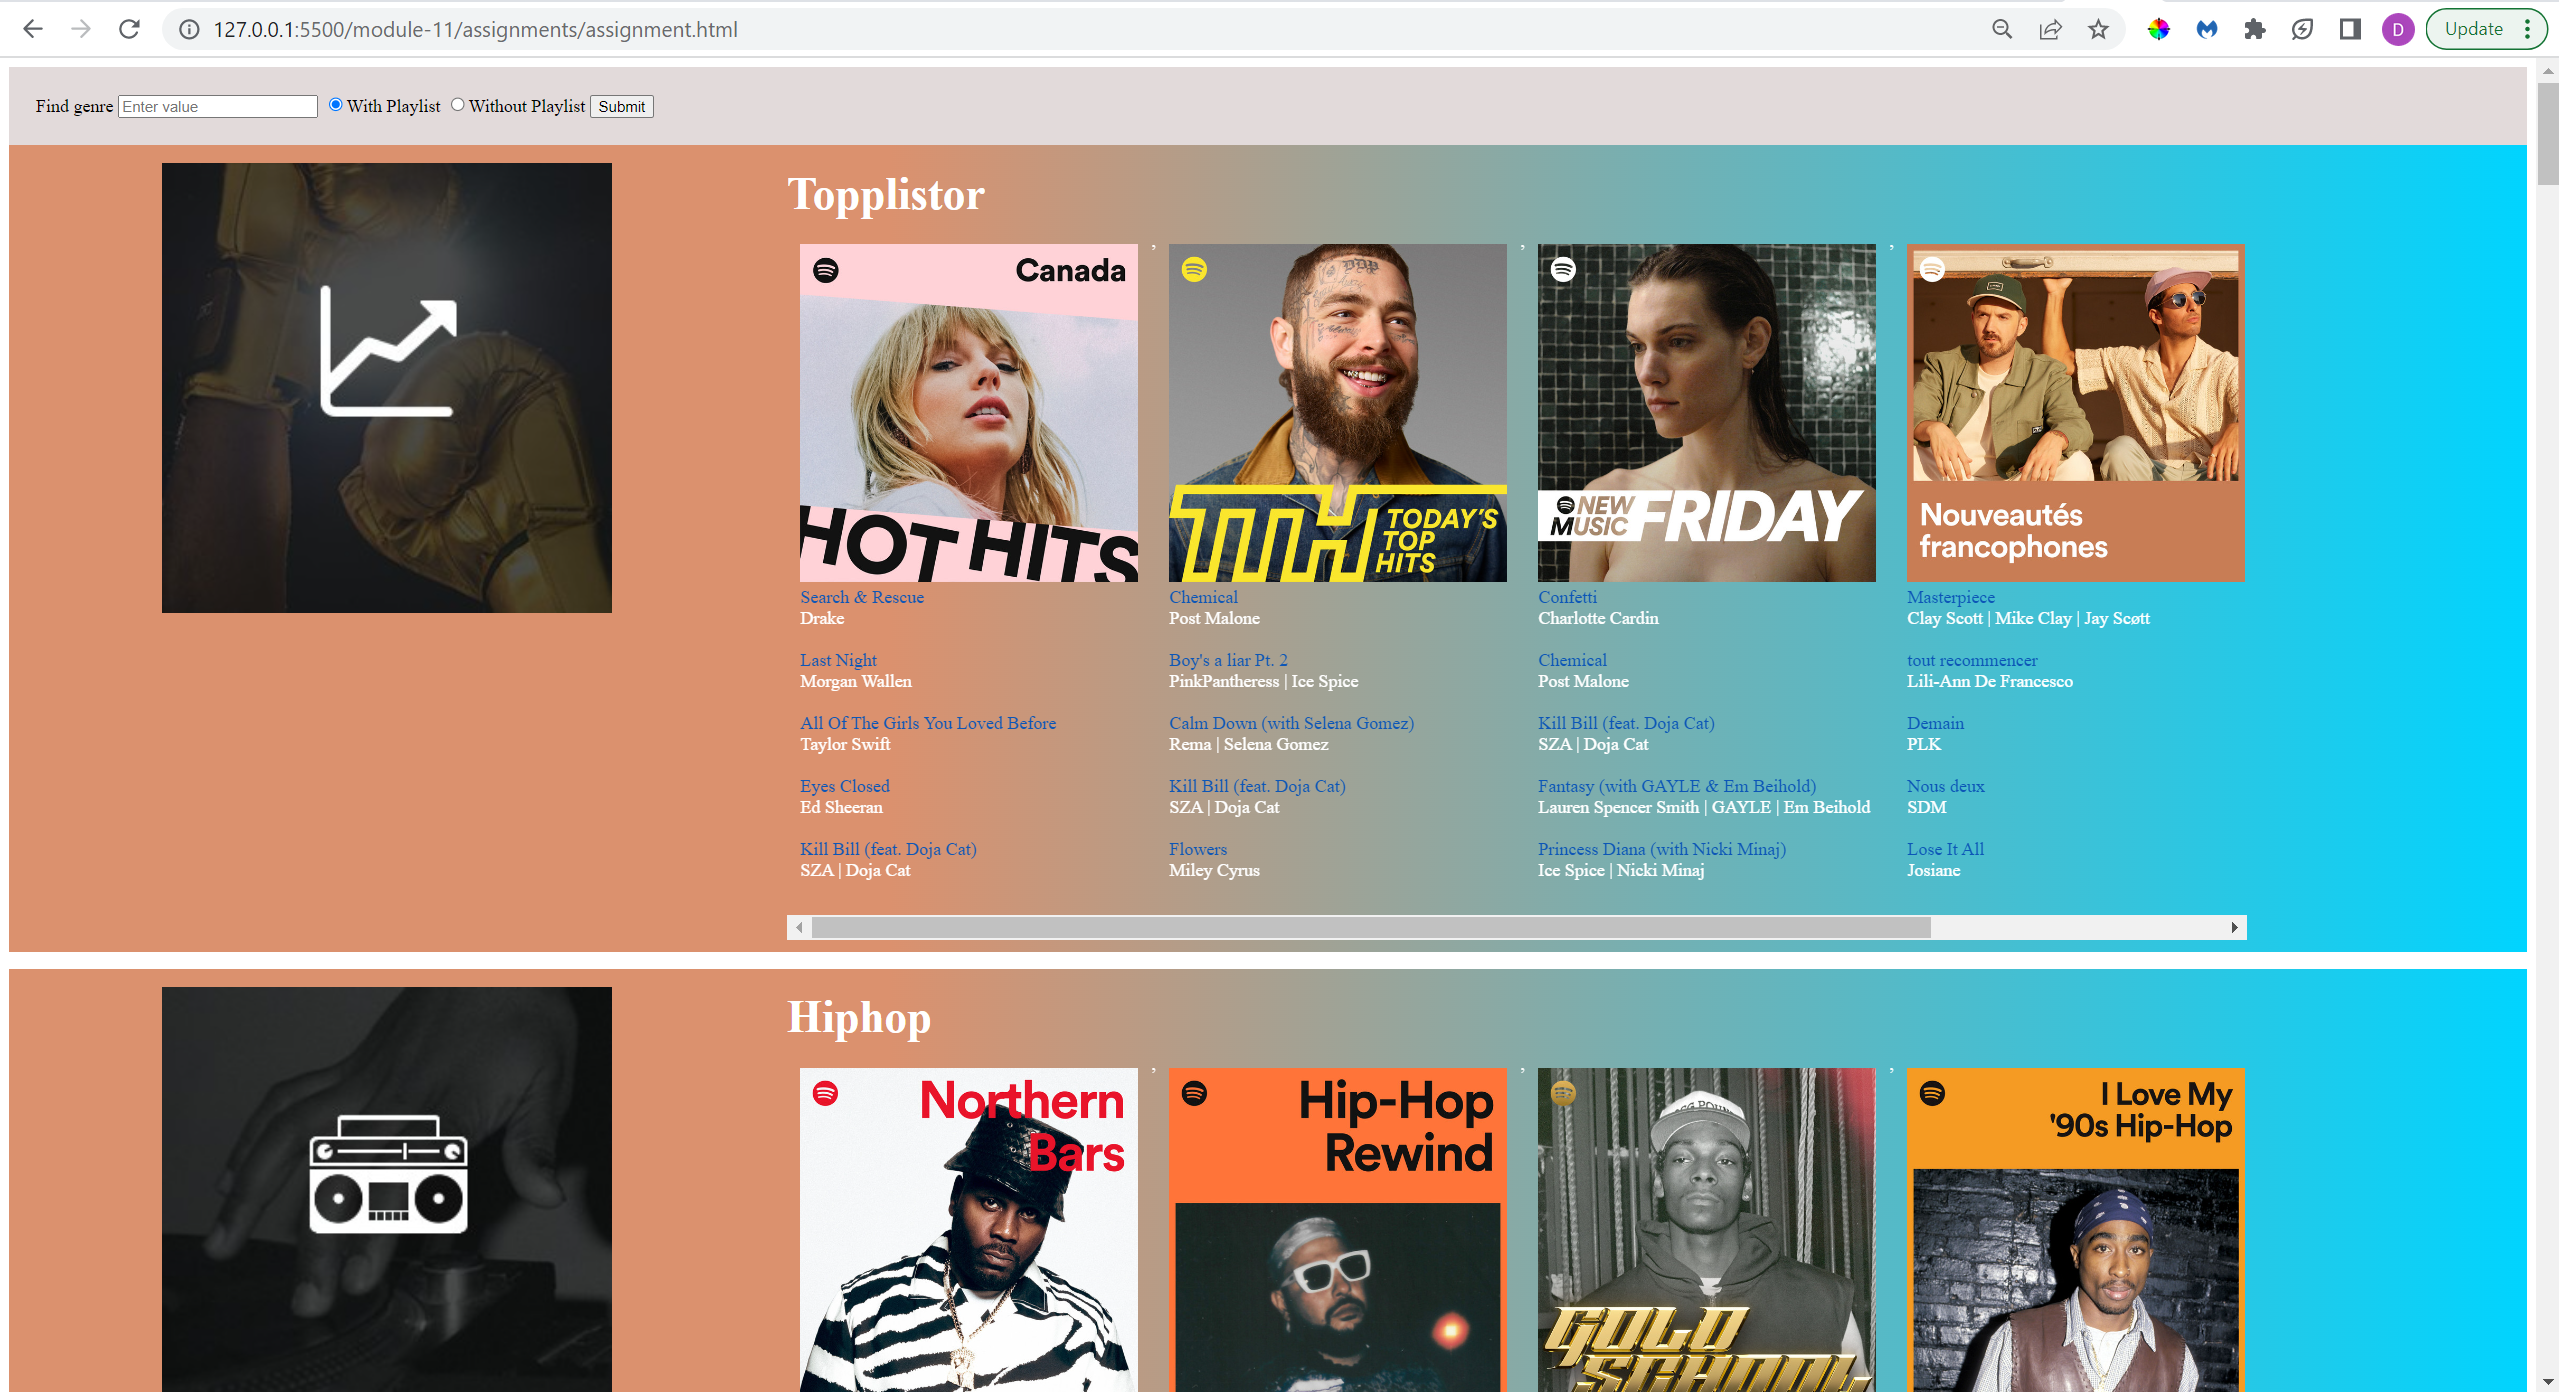 127.0.0.1:5500/module-11/assignments/assignment.html
D
Update
Find genre Enter value With Playlist Without Playlist Submit
Topplistor
, , ,
Canada
HOT HITS
TTH TODAY'S
TOP
HITS
NEW
MUSIC FRIDAY
Nouveautés
francophones
Search & Rescue
Drake
Last Night
Morgan Wallen
All Of The Girls You Loved Before
Taylor Swift
Eyes Closed
Ed Sheeran
Kill Bill (feat. Doja Cat)
SZA | Doja Cat
Chemical
Post Malone
Boy's a liar Pt. 2
PinkPantheress | Ice Spice
Calm Down (with Selena Gomez)
Rema | Selena Gomez
Kill Bill (feat. Doja Cat)
SZA | Doja Cat
Flowers
Miley Cyrus
Confetti
Charlotte Cardin
Chemical
Post Malone
Kill Bill (feat. Doja Cat)
SZA | Doja Cat
Fantasy (with GAYLE & Em Beihold)
Lauren Spencer Smith | GAYLE | Em Beihold
Princess Diana (with Nicki Minaj)
Ice Spice | Nicki Minaj
Masterpiece
Clay Scott | Mike Clay | Jay Scøtt
tout recommencer
Lili-Ann De Francesco
Demain
PLK
Nous deux
SDM
Lose It All
Josiane
Hiphop
, , ,
Northern
Bars
Hip-Hop
Rewind
GOLD
SCHOOL
I Love My
'90s Hip-Hop